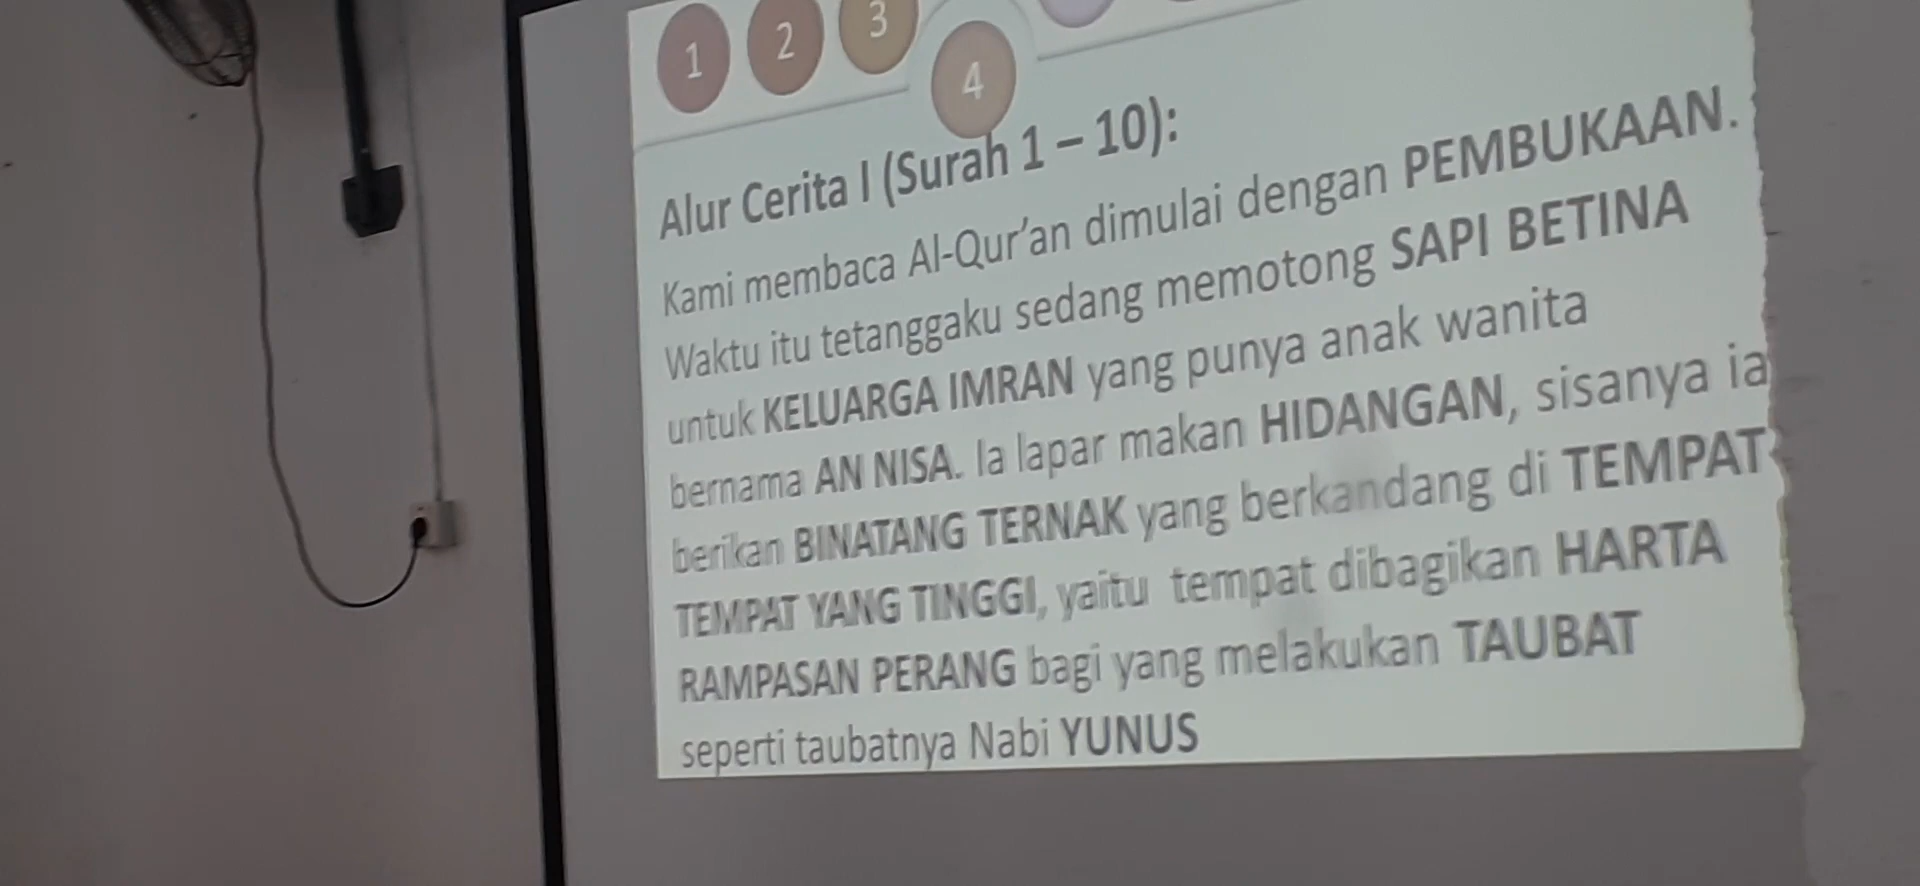 1 2 3
4
Alur Cerita I (Surah 1 – 10):
Kami membaca Al-Qur’an dimulai dengan PEMBUKAAN.
Waktu itu tetanggaku sedang memotong SAPI BETINA
untuk KELUARGA IMRAN yang punya anak wanita
bernama AN NISA. Ia lapar makan HIDANGAN, sisanya ia
berikan BINATANG TERNAK yang berkandang di TEMPAT
TEMPAT YANG TINGGI, yaitu tempat dibagikan HARTA
RAMPASAN PERANG bagi yang melakukan TAUBAT
seperti taubatnya Nabi YUNUS